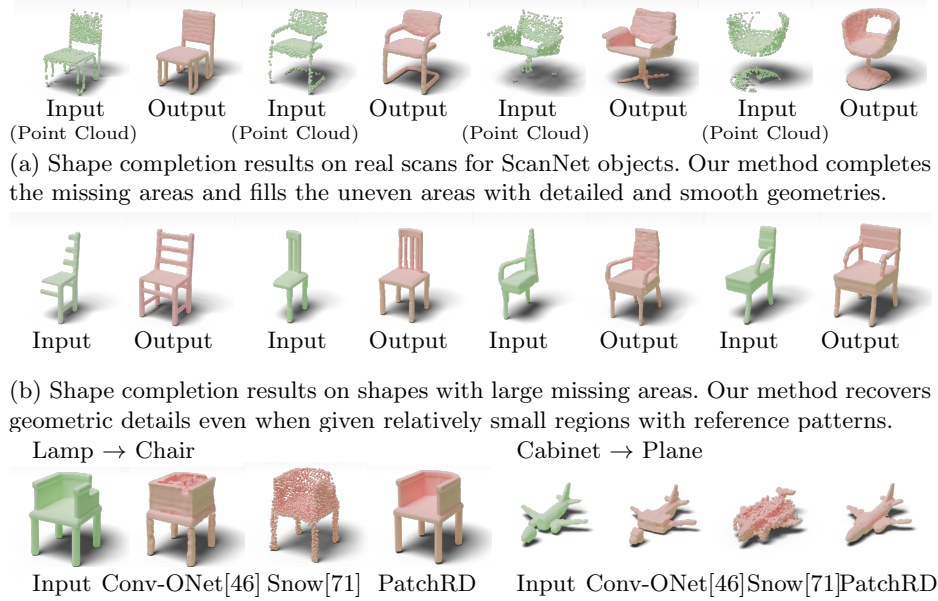 Input Output Input Output Input Output Input Output
(Point Cloud) (Point Cloud) (Point Cloud) (Point Cloud)
(a) Shape completion results on real scans for ScanNet objects. Our method completes
the missing areas and fills the uneven areas with detailed and smooth geometries.
Input Output Input Output Input Output Input Output
(b) Shape completion results on shapes with large missing areas. Our method recovers
geometric details even when given relatively small regions with reference patterns.
Lamp → Chair Cabinet → Plane
Input Conv-ONet[46] Snow[71] PatchRD Input Conv-ONet[46] Snow[71] PatchRD